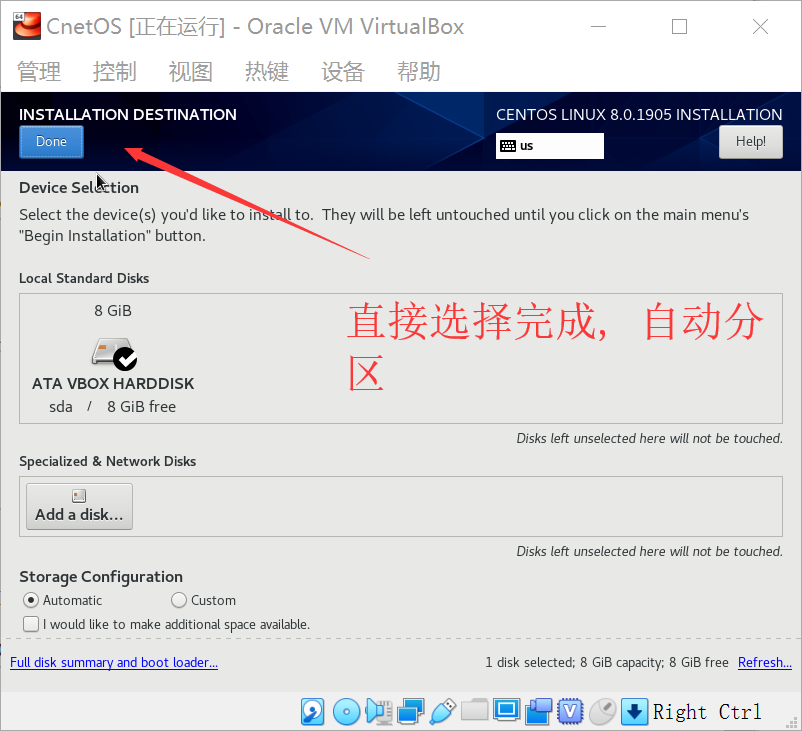 CnetOS [正在运行] - Oracle VM VirtualBox
管理 控制 视图 热键 设备 帮助
INSTALLATION DESTINATION
CENTOS LINUX 8.0.1905 INSTALLATION
Done
us
Help!
Device Selection
Select the device(s) you'd like to install to. They will be left untouched until you click on the main menu's
"Begin Installation" button.
Local Standard Disks
8 GiB
ATA VBOX HARDDISK
sda / 8 GiB free
直接选择完成, 自动分
区
Disks left unselected here will not be touched.
Specialized & Network Disks
Add a disk...
Disks left unselected here will not be touched.
Storage Configuration
Automatic Custom
I would like to make additional space available.
Full disk summary and boot loader...
1 disk selected; 8 GiB capacity; 8 GiB free Refresh...
Right Ctrl